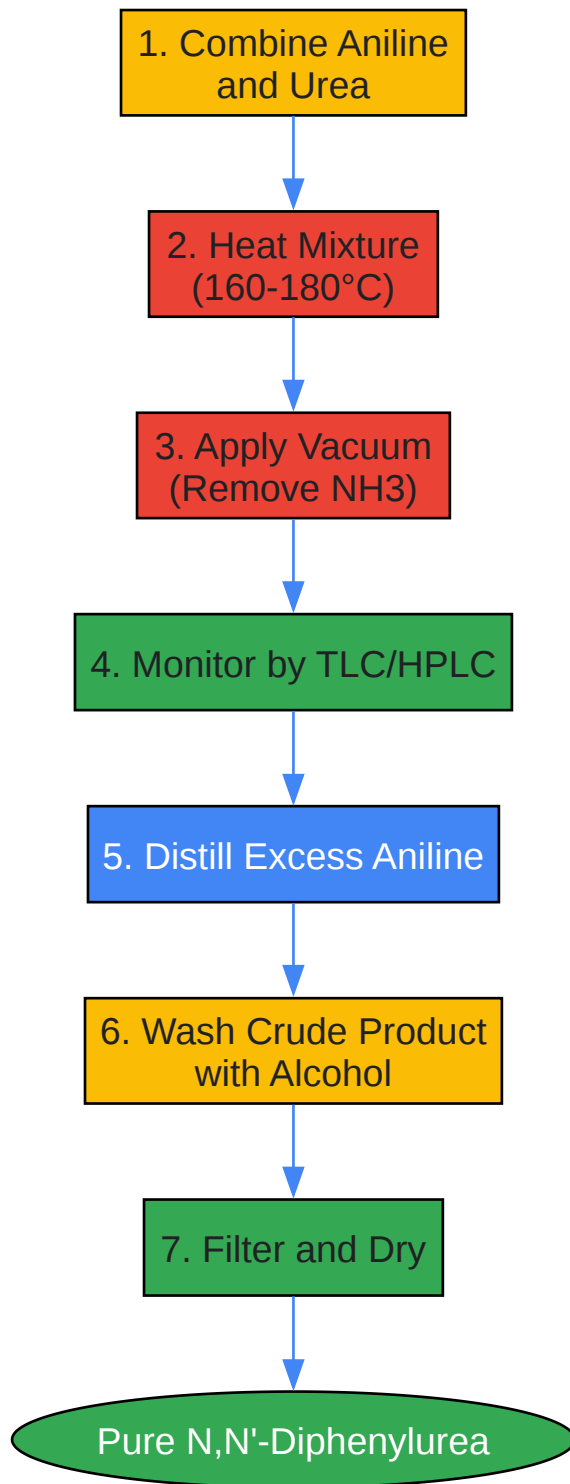 1. Combine Aniline
and Urea
2. Heat Mixture
(160-180°C)
3. Apply Vacuum
(Remove NH3)
4. Monitor by TLC/HPLC
5. Distill Excess Aniline
6. Wash Crude Product
with Alcohol
7. Filter and Dry
Pure N,N'-Diphenylurea